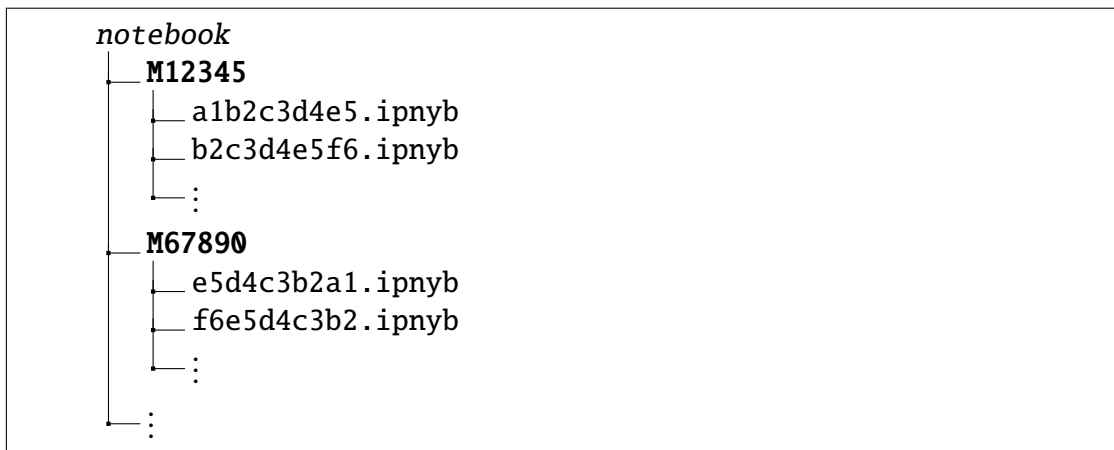 notebook
M12345
a1b2c3d4e5.ipnyb
b2c3d4e5f6.ipnyb
⋮
M67890
e5d4c3b2a1.ipnyb
f6e5d4c3b2.ipnyb
⋮
⋮